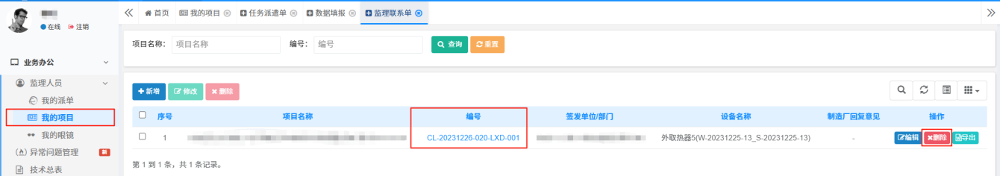 首页 我的项目 任务派遣单 数据填报 监理联系单
在线 注销
项目名称： 项目名称 编号： 编号 查询 重置
业务办公
监理人员
我的派单
我的项目
我的眼镜
异常问题管理 新
技术总表
新增 修改 删除
序号 项目名称 编号 签发单位/部门 设备名称 制造厂回复意见 操作
1 CL-20231226-020-LXD-001 外取热器5(W-20231225-13_S-20231225-13) - 编辑 删除 导出
第 1 到 1 条，共 1 条记录。